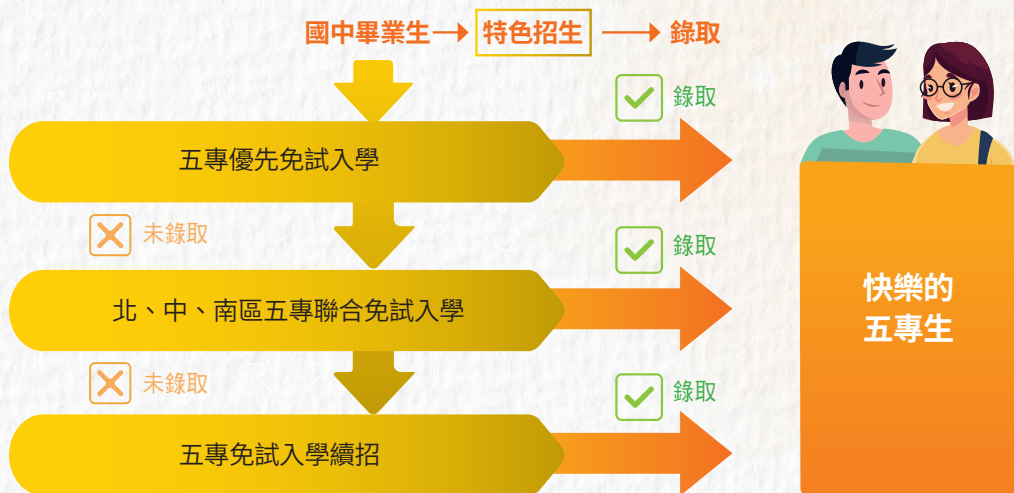 國中畢業生 特色招生 錄取
錄取
五專優先免試入學
未錄取
錄取
北、中、南區五專聯合免試入學
快樂的
五專生
未錄取
錄取
五專免試入學續招